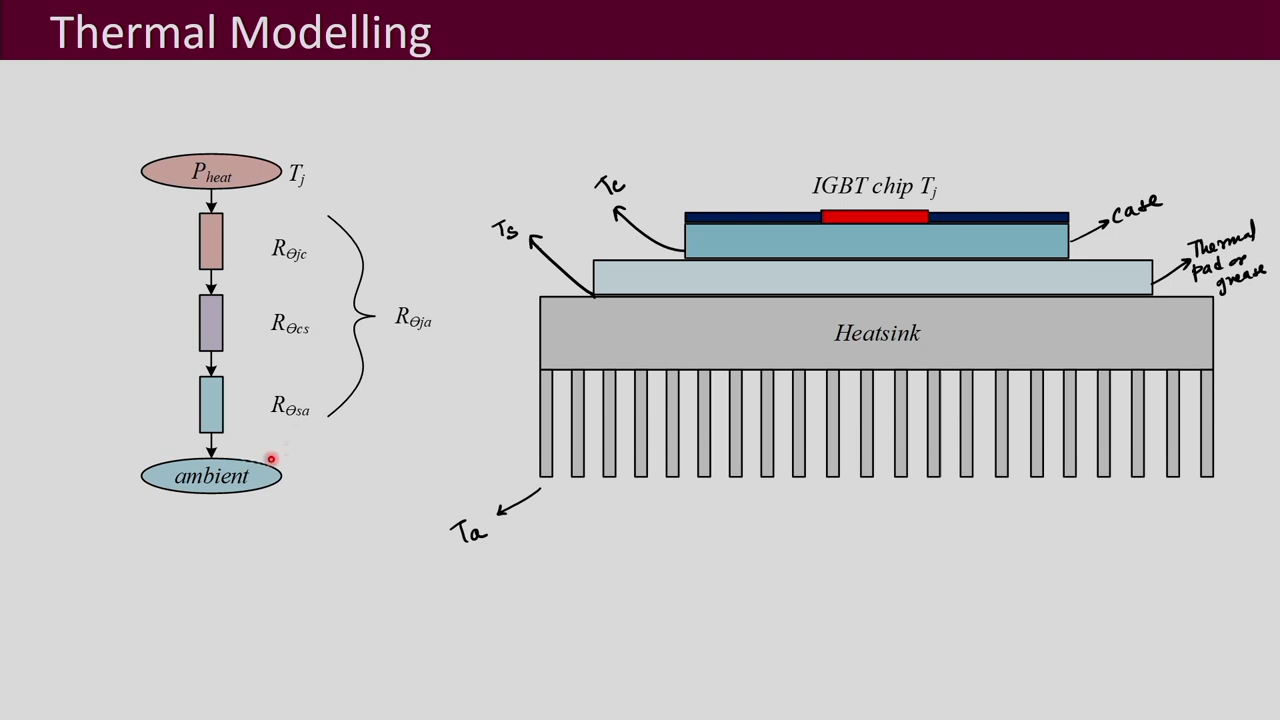 Thermal Modelling
P_heat
T_j
R_Θjc
R_Θcs
R_Θsa
R_Θja
ambient
IGBT chip T_j
Tc
Ts
case
Thermal
pad or
grease
Heatsink
Ta